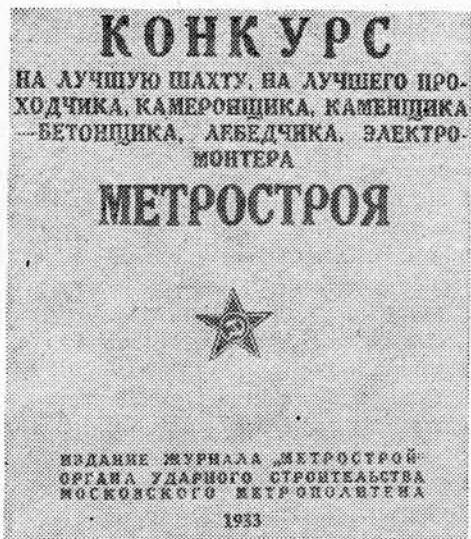 КОНКУРС
НА ЛУЧШУЮ ШАХТУ, НА ЛУЧШЕГО ПРО-
ХОДЧИКА, КАМЕРОНЩИКА, КАМЕНЩИКА
—БЕТОНЩИКА, ЛЕБЕДЧИКА, ЭЛЕКТРО-
МОНТЕРА
МЕТРОСТРОЯ
ИЗДАНИЕ ЖУРНАЛА „МЕТРОСТРОЙ“
ОРГАНА УДАРНОГО СТРОИТЕЛЬСТВА
МОСКОВСКОГО МЕТРОПОЛИТЕНА
1933